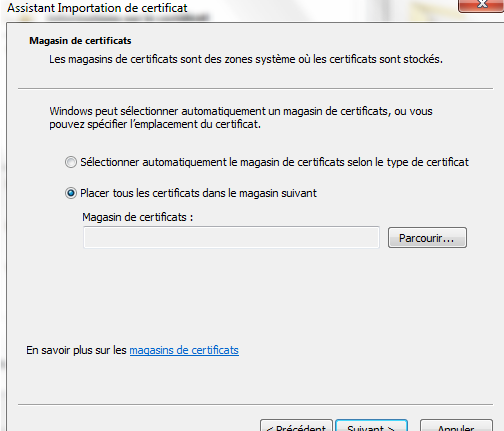 Assistant Importation de certificat
Magasin de certificats
Les magasins de certificats sont des zones système où les certificats sont stockés.
Windows peut sélectionner automatiquement un magasin de certificats, ou vous
pouvez spécifier l'emplacement du certificat.
Sélectionner automatiquement le magasin de certificats selon le type de certificat
Placer tous les certificats dans le magasin suivant
Magasin de certificats :
Parcourir...
En savoir plus sur les magasins de certificats
< Précédent Suivant > Annuler